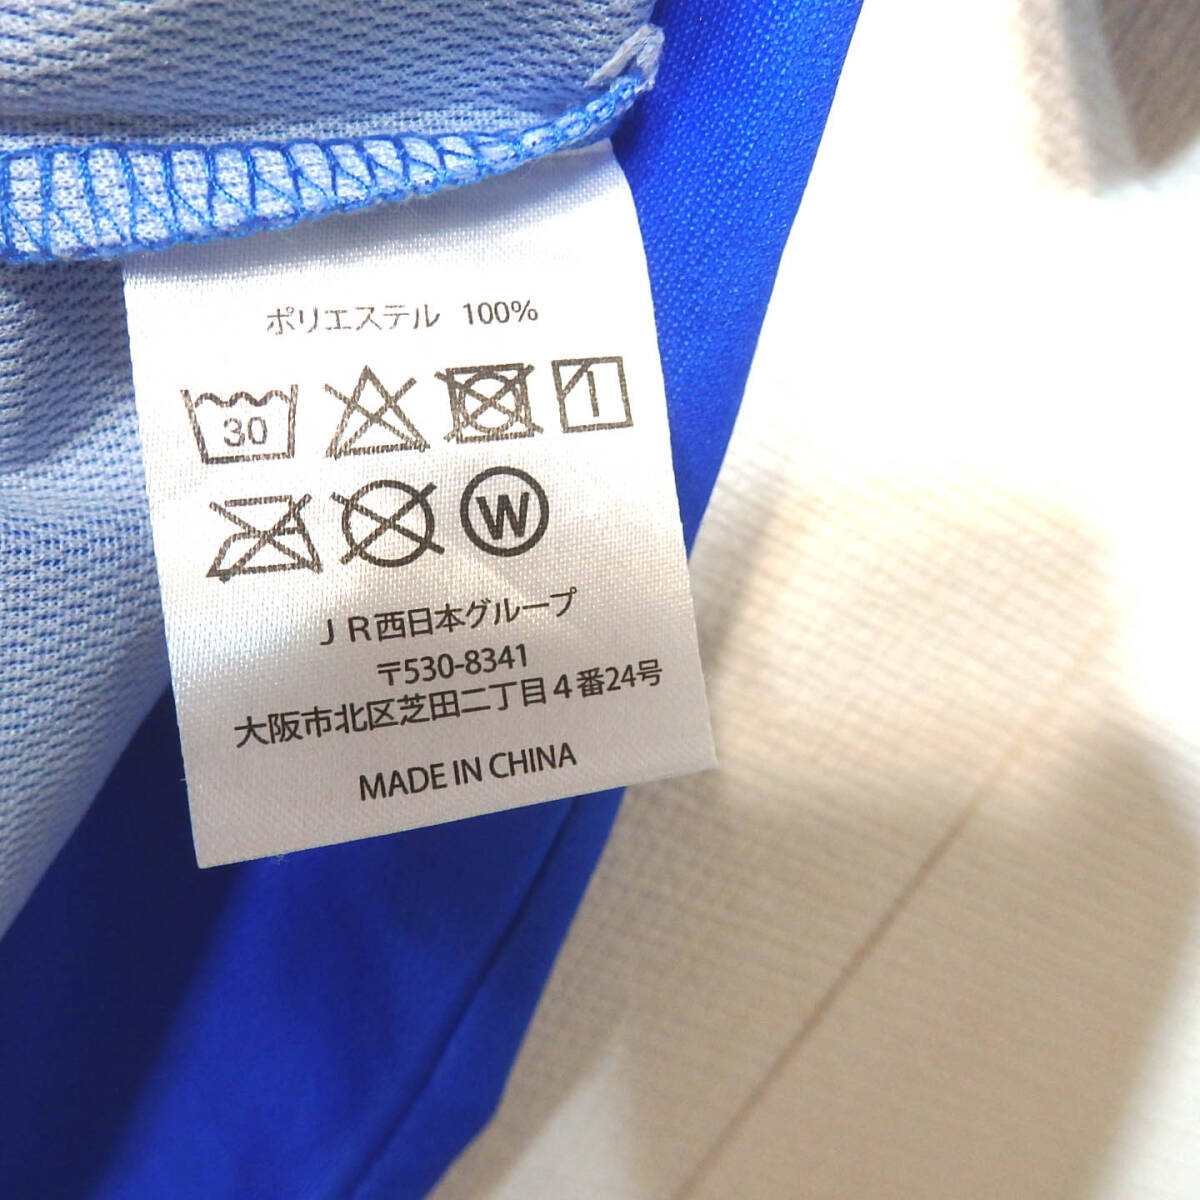 ポリエステル 100%
30
W
ＪＲ西日本グループ
〒530-8341
大阪市北区芝田二丁目４番24号
MADE IN CHINA